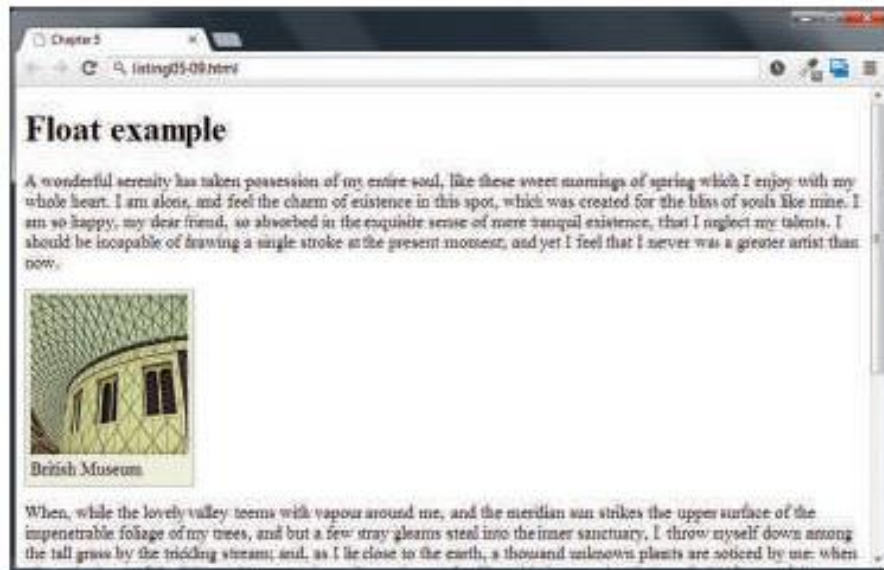 Chapter 5
listing05-09.html
Float example
A wonderful serenity has taken possession of my entire soul, like these sweet mornings of spring which I enjoy with my
whole heart. I am alone, and feel the charm of existence in this spot, which was created for the bliss of souls like mine. I
am so happy, my dear friend, so absorbed in the exquisite sense of mere tranquil existence, that I neglect my talents. I
should be incapable of drawing a single stroke at the present moment; and yet I feel that I never was a greater artist than
now.
British Museum
When, while the lovely valley teems with vapour around me, and the meridian sun strikes the upper surface of the
impenetrable foliage of my trees, and but a few stray gleams steal into the inner sanctuary, I throw myself down among
the tall grass by the trickling stream; and, as I lie close to the earth, a thousand unknown plants are noticed by me: when